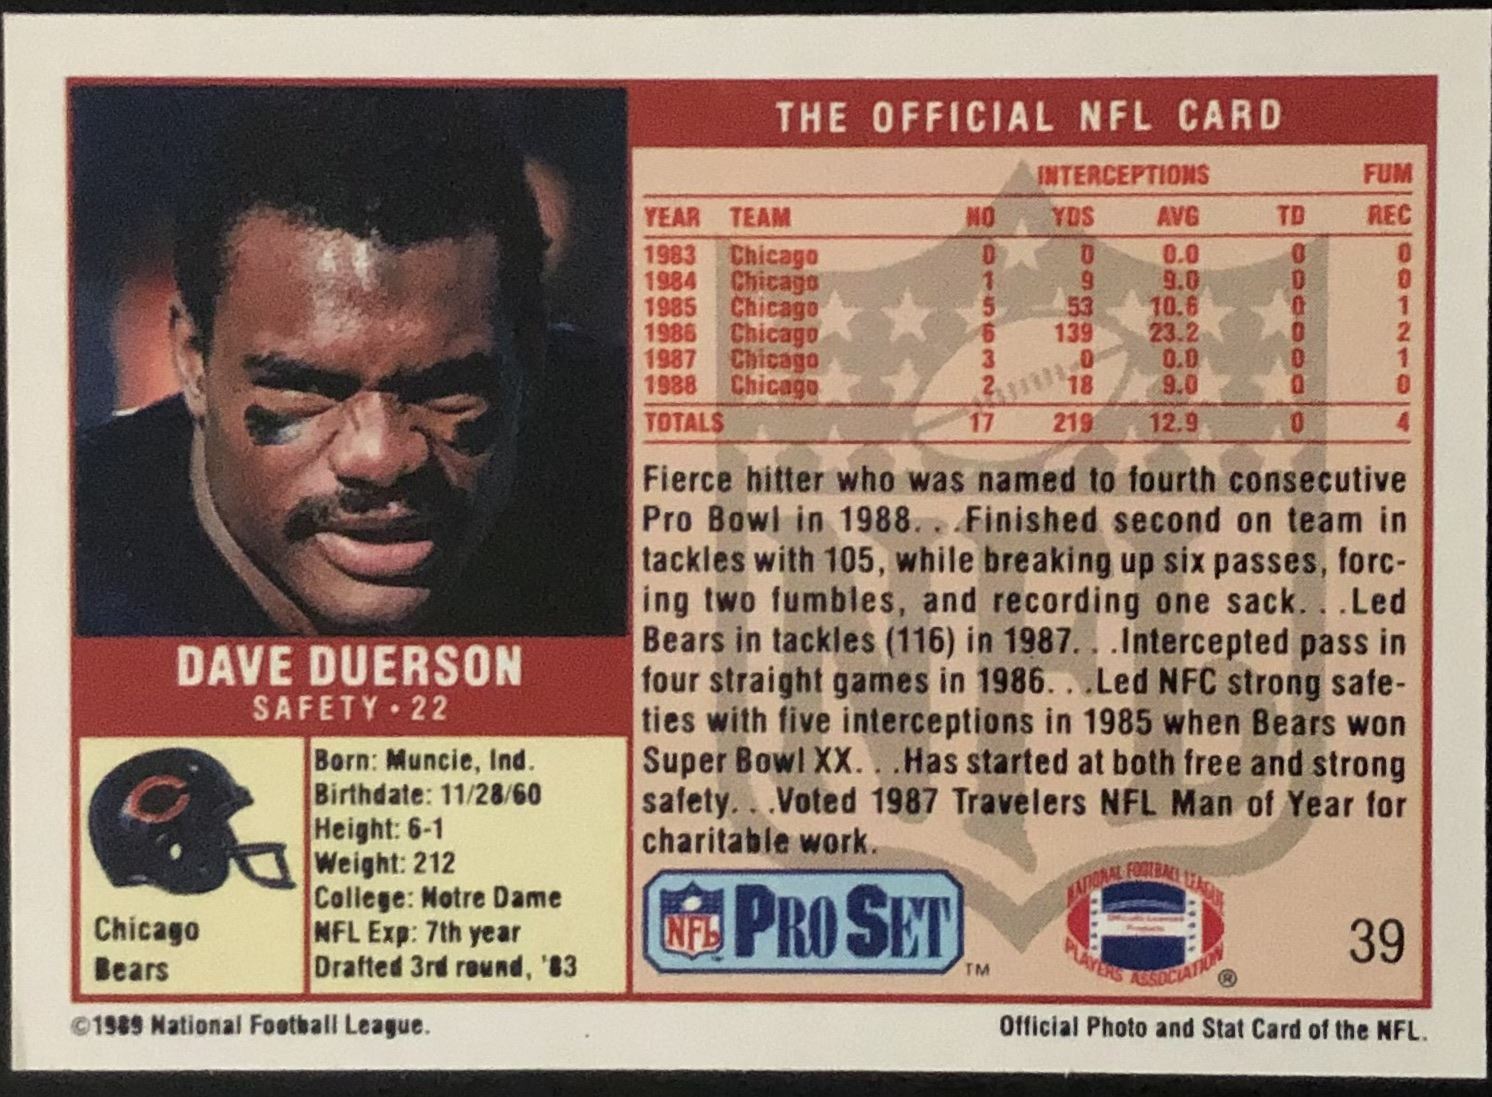 THE OFFICIAL NFL CARD
INTERCEPTIONS FUM
YEAR TEAM NO YDS AVG TD REC
1983 Chicago 0 0 0.0 0 0
1984 Chicago 1 9 9.0 0 0
1985 Chicago 5 53 10.6 0 1
1986 Chicago 6 139 23.2 0 2
1987 Chicago 3 0 0.0 0 1
1988 Chicago 2 18 9.0 0 0
TOTALS 17 219 12.9 0 4
Fierce hitter who was named to fourth consecutive
Pro Bowl in 1988. . .Finished second on team in
tackles with 105, while breaking up six passes, forc-
ing two fumbles, and recording one sack. . .Led
Bears in tackles (116) in 1987. . .Intercepted pass in
four straight games in 1986. . .Led NFC strong safe-
ties with five interceptions in 1985 when Bears won
Super Bowl XX. . .Has started at both free and strong
safety. . .Voted 1987 Travelers NFL Man of Year for
charitable work.
DAVE DUERSON
SAFETY • 22
Chicago
Bears
Born: Muncie, Ind.
Birthdate: 11/28/60
Height: 6-1
Weight: 212
College: Notre Dame
NFL Exp: 7th year
Drafted 3rd round, '83
NFL PRO SET TM
NATIONAL FOOTBALL LEAGUE
Officially Licensed
Products
PLAYERS ASSOCIATION ®
39
©1989 National Football League.
Official Photo and Stat Card of the NFL.
NFL